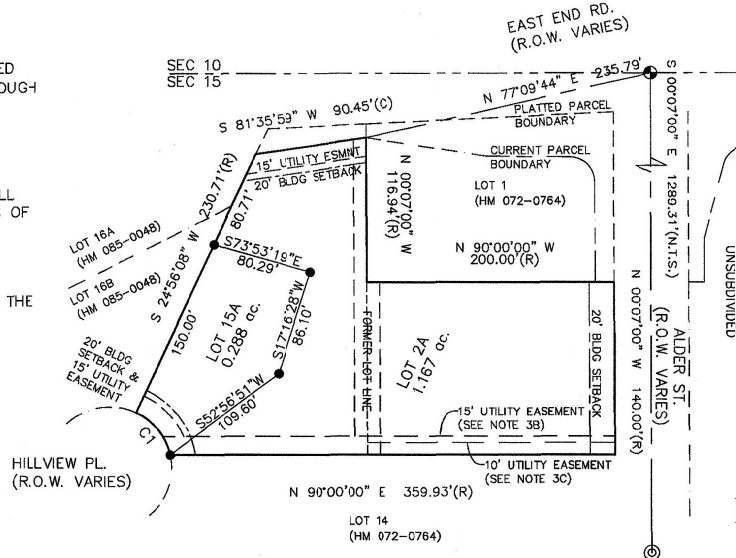 EAST END RD.
(R.O.W. VARIES)
ED
OUGH
SEC 10
SEC 15
N 77°09'44" E 235.79'
S 81°35'59" W 90.45'(C)
PLATTED PARCEL
BOUNDARY
CURRENT PARCEL
BOUNDARY
S 00°07'00" E 1289.31'(N.T.S.)
15' UTILITY ESMNT
20' BLDG SETBACK
N 00°07'00" W
116.94'(R)
LOT 1
(HM 072-0764)
230.71'(R)
80.71'
LL
OF
LOT 16A
(HM 085-0048)
LOT 16B
(HM 085-0048)
S 24°56'08" W
150.00'
S73°53'19"E
80.29'
N 90°00'00" W
200.00'(R)
UNSUBDIVIDED
THE
S17°16'28"W
86.10'
LOT 15A
0.288 ac.
FORMER LOT LINE
LOT 2A
1.167 ac.
20' BLDG SETBACK
N 00°07'00" W 140.00'(R)
ALDER ST.
(R.O.W. VARIES)
20' BLDG
SETBACK &
15' UTILITY
EASEMENT
S52°56'51"W
109.60'
C1
15' UTILITY EASEMENT
(SEE NOTE 3B)
10' UTILITY EASEMENT
(SEE NOTE 3C)
HILLVIEW PL.
(R.O.W. VARIES)
N 90°00'00" E 359.93'(R)
LOT 14
(HM 072-0764)